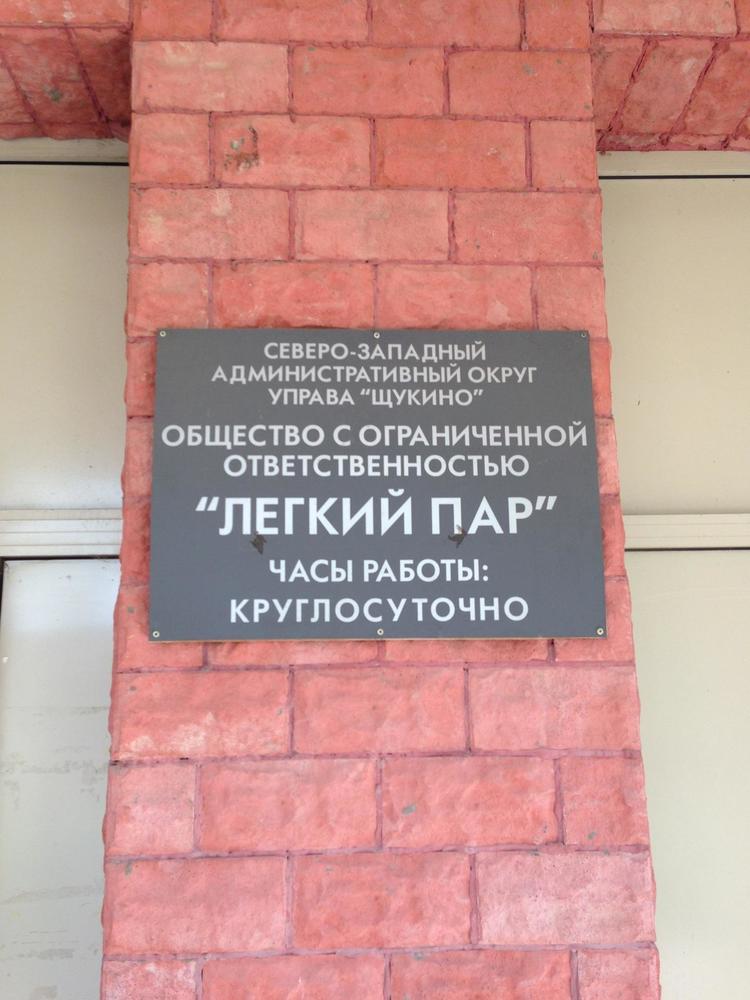 СЕВЕРО-ЗАПАДНЫЙ
АДМИНИСТРАТИВНЫЙ ОКРУГ
УПРАВА “ЩУКИНО”
ОБЩЕСТВО С ОГРАНИЧЕННОЙ
ОТВЕТСТВЕННОСТЬЮ
“ЛЕГКИЙ ПАР”
ЧАСЫ РАБОТЫ:
КРУГЛОСУТОЧНО